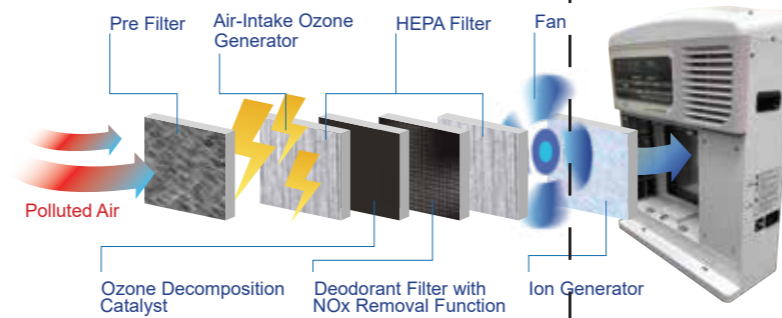 Pre Filter
Air-Intake Ozone
Generator
HEPA Filter
Fan
Polluted Air
Ozone Decomposition
Catalyst
Deodorant Filter with
NOx Removal Function
Ion Generator